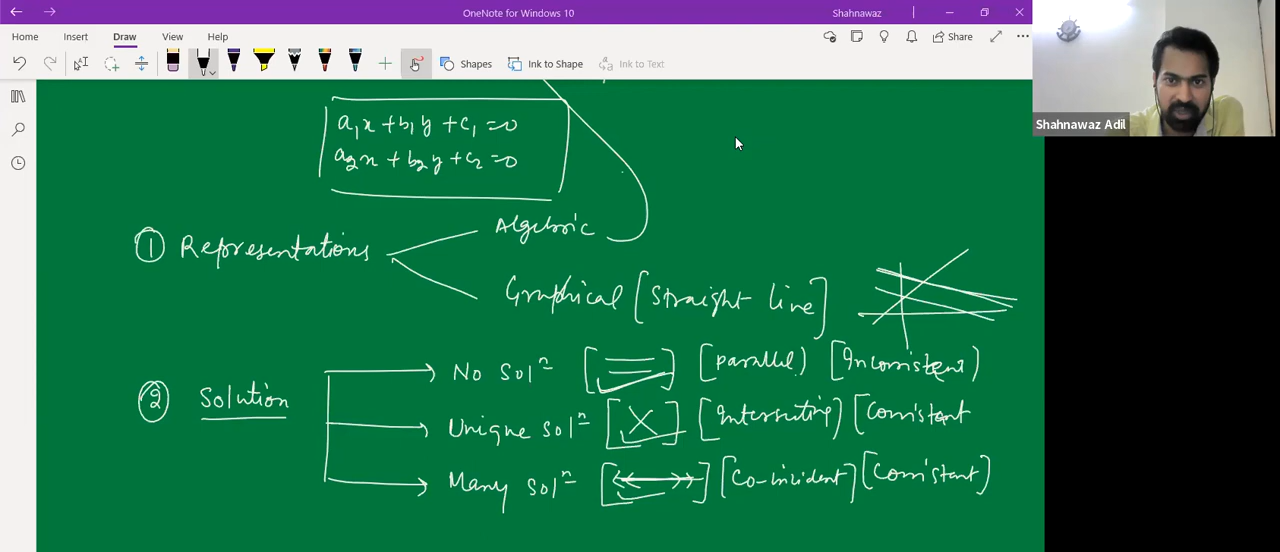 OneNote for Windows 10
Shahnawaz
Home Insert Draw View Help
Share
Shapes Ink to Shape Ink to Text
Shahnawaz Adil
a₁x + b₁y + c₁ = 0
a₂x + b₂y + c₂ = 0
① Representations
Algebric
Graphical [Straight line]
② Solution
No Solⁿ [Parallel] [Inconsistent]
Unique Solⁿ [Intersecting] [Consistant
Many Solⁿ [Co-incident] [Consistant]